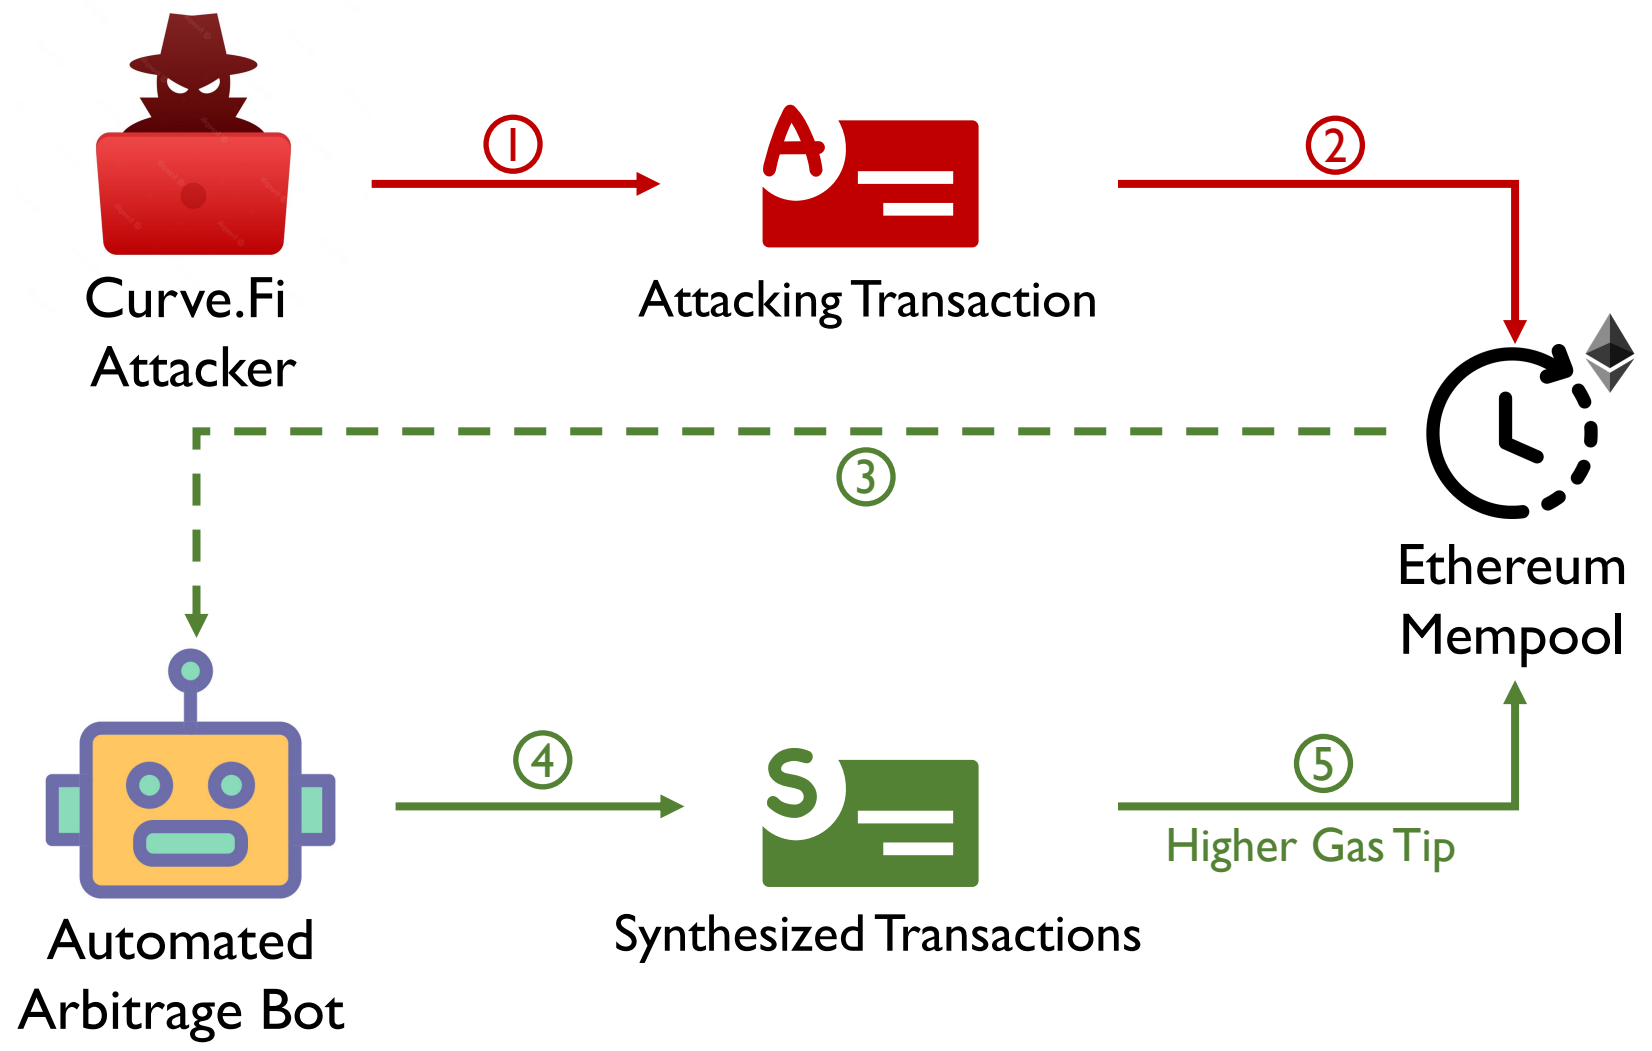 1
2
A
Curve.Fi
Attacker
Attacking Transaction
3
Ethereum
Mempool
4
5
S
Higher Gas Tip
Synthesized Transactions
Automated
Arbitrage Bot